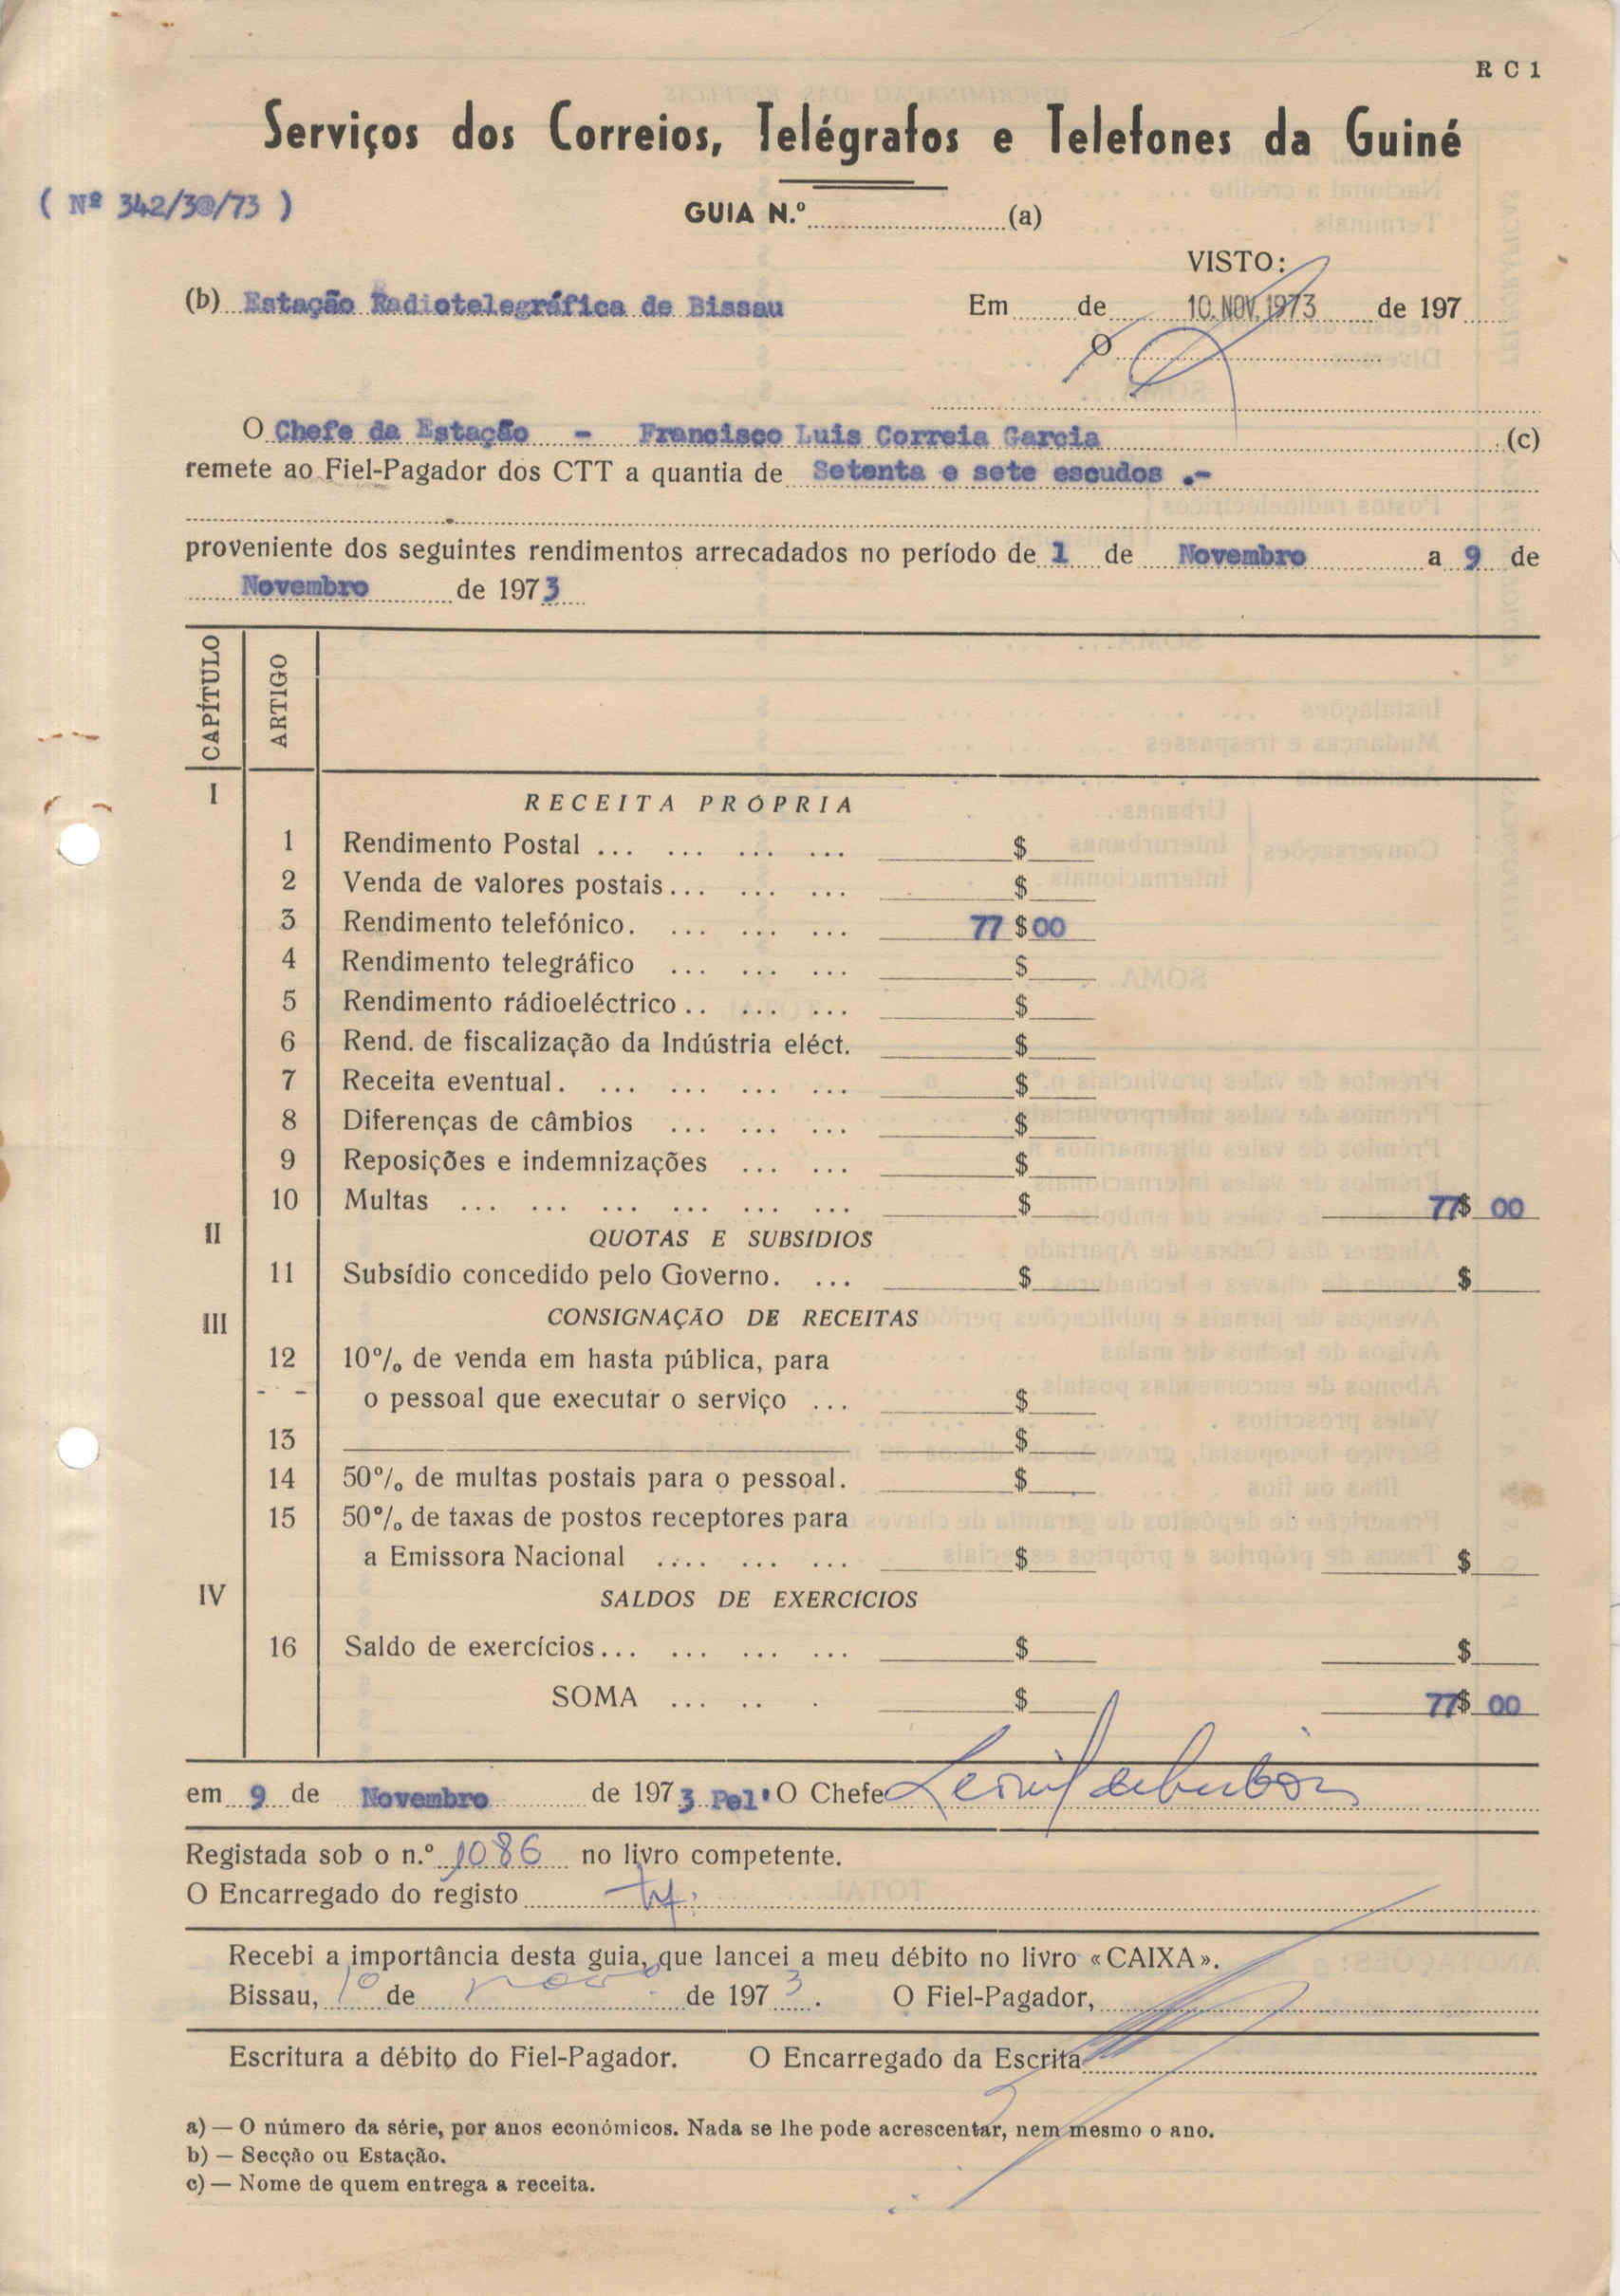 R C 1
Serviços dos Correios, Telégrafos e Telefones da Guiné
( Nº 342/30/73 )
GUIA N.º (a)
VISTO:
(b) Estação Radiotelegráfica de Bissau
Em de 10. NOV. 1973 de 197
O
O Chefe da Estação - Francisco Luis Correia Garcia (c)
remete ao Fiel-Pagador dos CTT a quantia de Setenta e sete escudos .-
proveniente dos seguintes rendimentos arrecadados no período de 1 de Novembro a 9 de
Novembro de 1973
CAPÍTULO ARTIGO
I RECEITA PRÓPRIA
1 Rendimento Postal ... ... ... ... $
2 Venda de valores postais... ... ... $
3 Rendimento telefónico. ... ... ... 77 $ 00
4 Rendimento telegráfico ... ... ... $
5 Rendimento rádioeléctrico .. ... ... $
6 Rend. de fiscalização da Indústria eléct. $
7 Receita eventual. ... ... ... ... $
8 Diferenças de câmbios ... ... ... $
9 Reposições e indemnizações ... ... $
10 Multas ... ... ... ... ... ... $ 77$ 00
II QUOTAS E SUBSÍDIOS
11 Subsídio concedido pelo Governo. ... $ $
III CONSIGNAÇÃO DE RECEITAS
12 10% de venda em hasta pública, para
o pessoal que executar o serviço ... $
13 $
14 50% de multas postais para o pessoal. $
15 50% de taxas de postos receptores para
a Emissora Nacional .... ... ... $ $
IV SALDOS DE EXERCÍCIOS
16 Saldo de exercícios... ... ... ... $ $
SOMA ... .. . $ 77$ 00
em 9 de Novembro de 1973 Pel' O Chefe
Registada sob o n.º 1086 no livro competente.
O Encarregado do registo
Recebi a importância desta guia, que lancei a meu débito no livro «CAIXA».
Bissau, de de 1973. O Fiel-Pagador,
Escritura a débito do Fiel-Pagador. O Encarregado da Escrita
a) — O número da série, por anos económicos. Nada se lhe pode acrescentar, nem mesmo o ano.
b) — Secção ou Estação.
c) — Nome de quem entrega a receita.